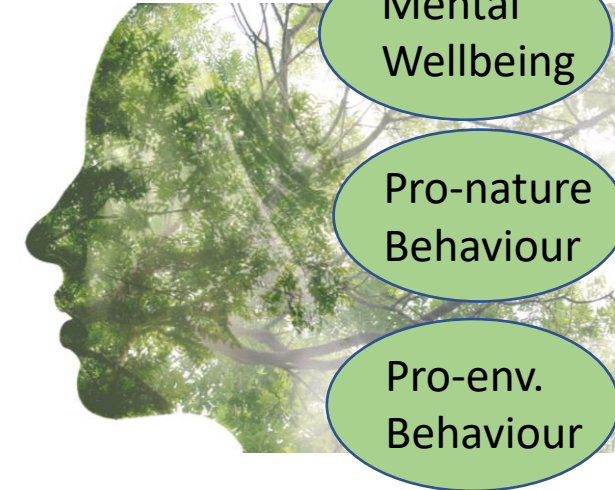 Mental
Wellbeing
Pro-nature
Behaviour
Pro-env.
Behaviour